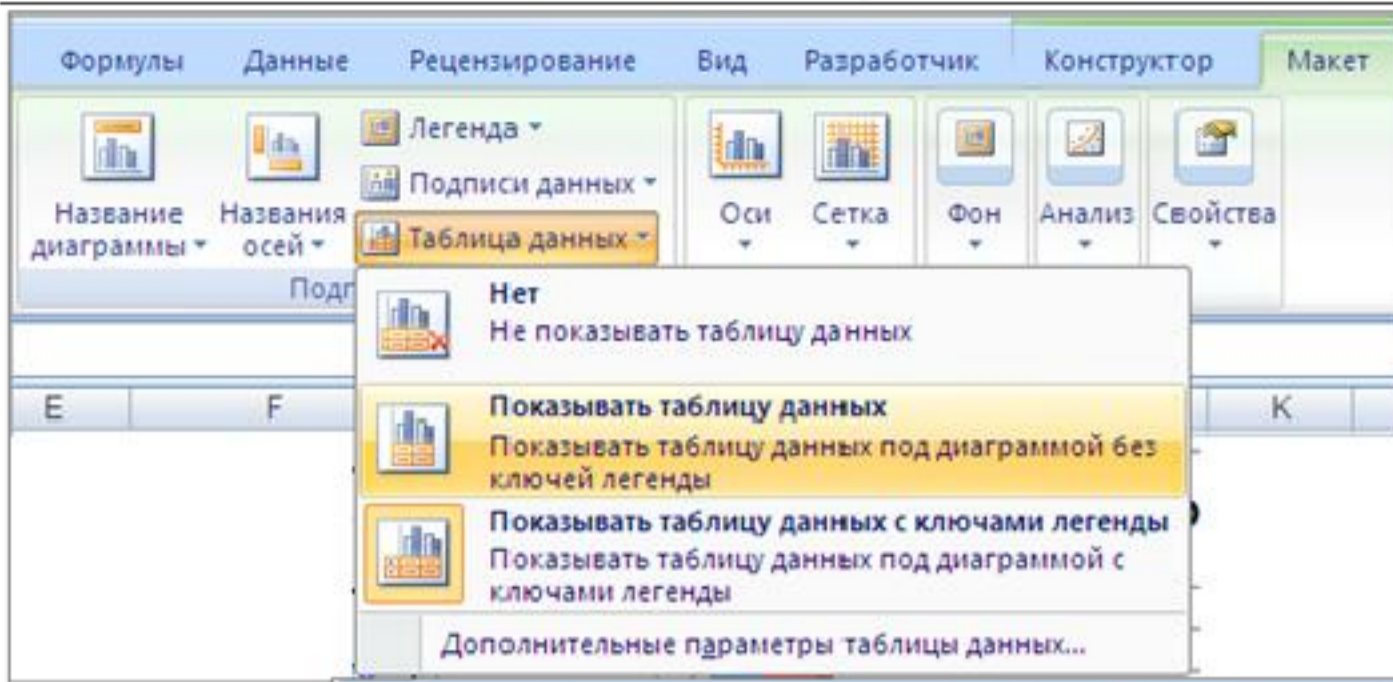 Формулы Данные Рецензирование Вид Разработчик Конструктор Макет
Легенда
Подписи данных
Таблица данных
Название диаграммы
Названия осей
Оси Сетка Фон Анализ Свойства
Нет
Не показывать таблицу данных
E F K
Показывать таблицу данных
Показывать таблицу данных под диаграммой без
ключей легенды
Показывать таблицу данных с ключами легенды
Показывать таблицу данных под диаграммой с
ключами легенды
Дополнительные параметры таблицы данных...